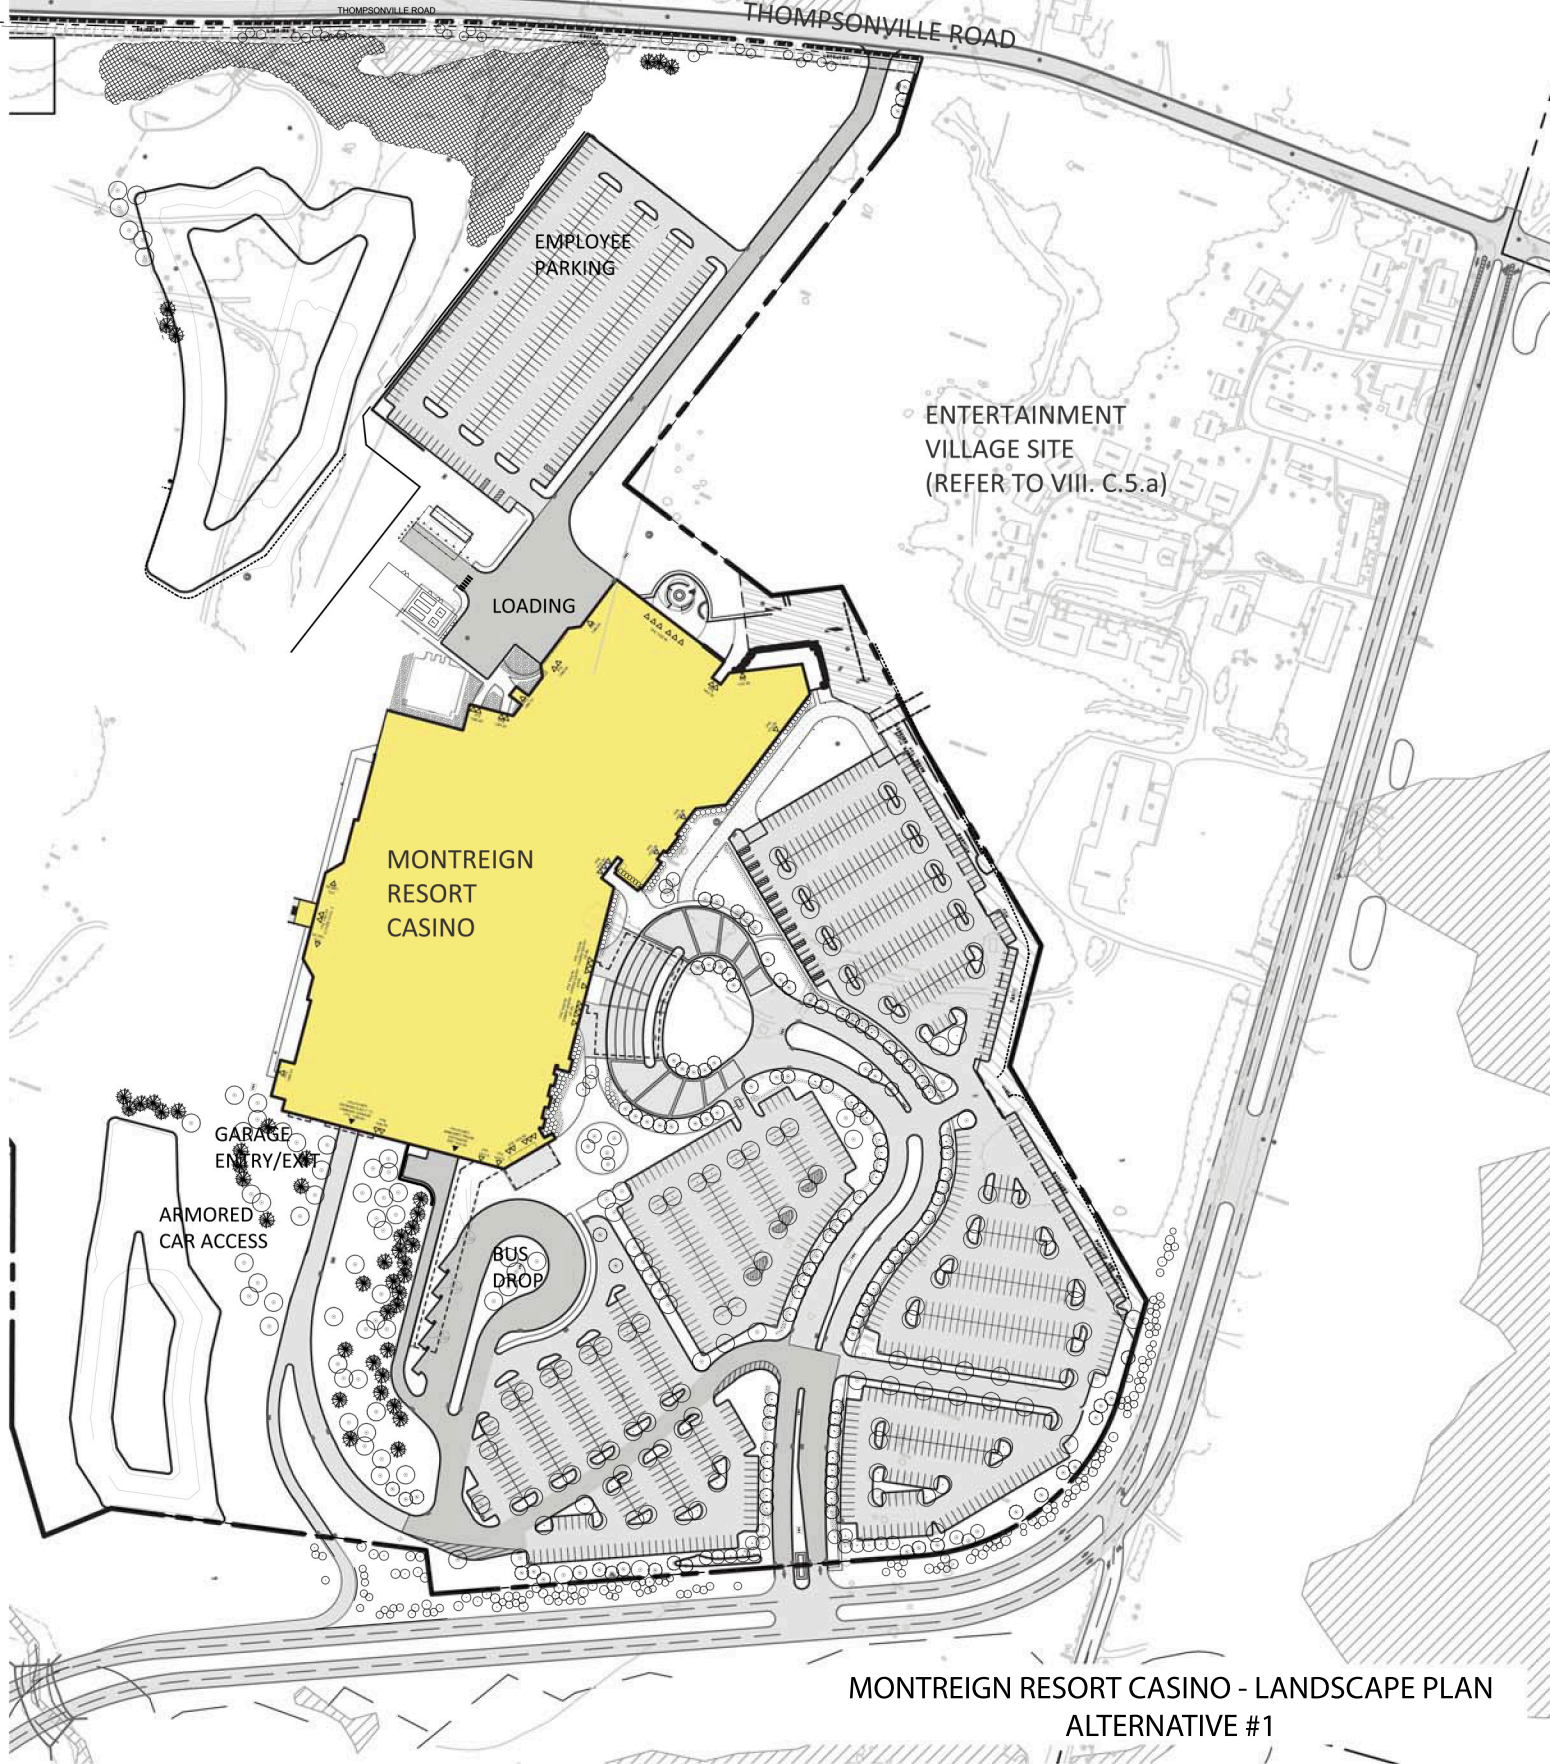 THOMPSONVILLE ROAD
THOMPSONVILLE ROAD
EMPLOYEE
PARKING
ENTERTAINMENT
VILLAGE SITE
(REFER TO VIII. C.5.a)
LOADING
MONTREIGN
RESORT
CASINO
GARAGE
ENTRY/EXIT
ARMORED
CAR ACCESS
BUS
DROP
MONTREIGN RESORT CASINO - LANDSCAPE PLAN
ALTERNATIVE #1